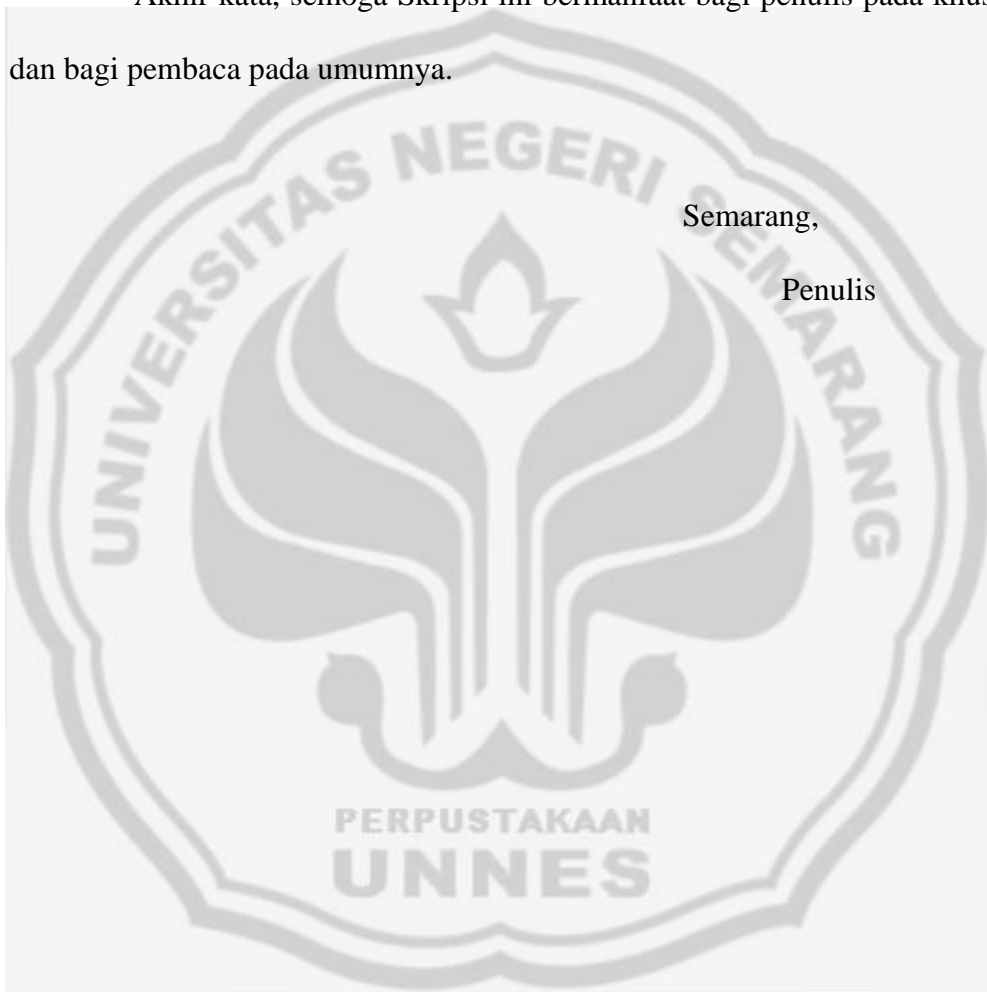 Akhir kata, semoga Skripsi ini bermanfaat bagi penulis pada
dan bagi pembaca pada umumnya.
UNIVERSITAS NEGERI SEMARANG
Semarang,
Penulis
PERPUSTAKAAN
UNNES